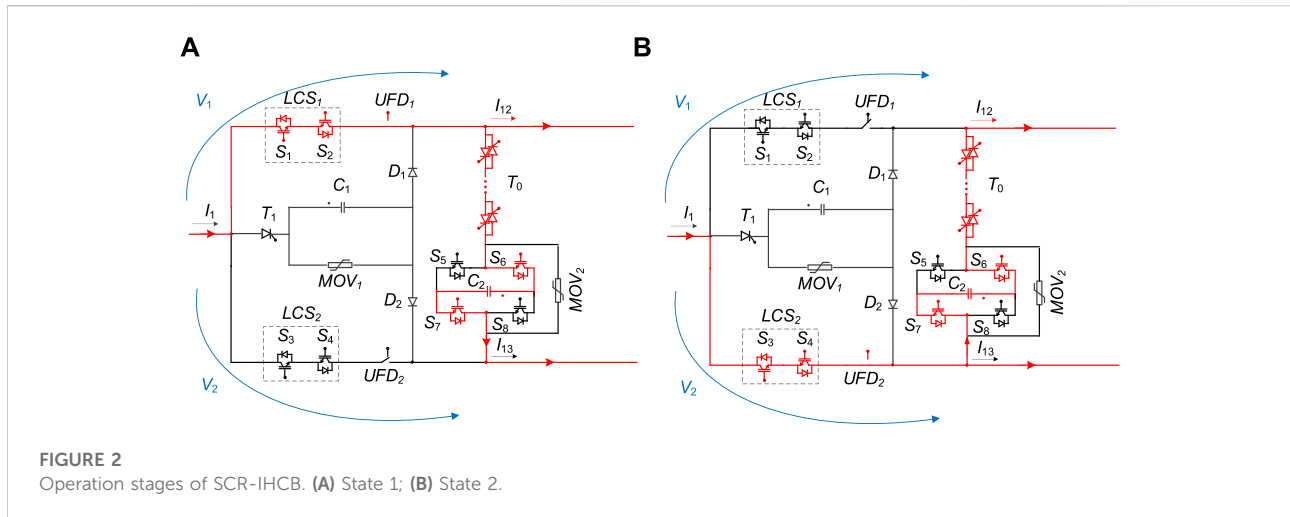 A
V1
LCS1
UFD1
I12
S1
S2
D1
T0
C1
I1
T1
MOV1
S5
S6
C2
MOV2
D2
S7
S8
LCS2
S3
S4
I13
UFD2
V2
B
V1
LCS1
UFD1
I12
S1
S2
D1
T0
C1
I1
T1
MOV1
S5
S6
C2
MOV2
D2
S7
S8
LCS2
S3
S4
I13
UFD2
V2
FIGURE 2
Operation stages of SCR-IHCB. (A) State 1; (B) State 2.